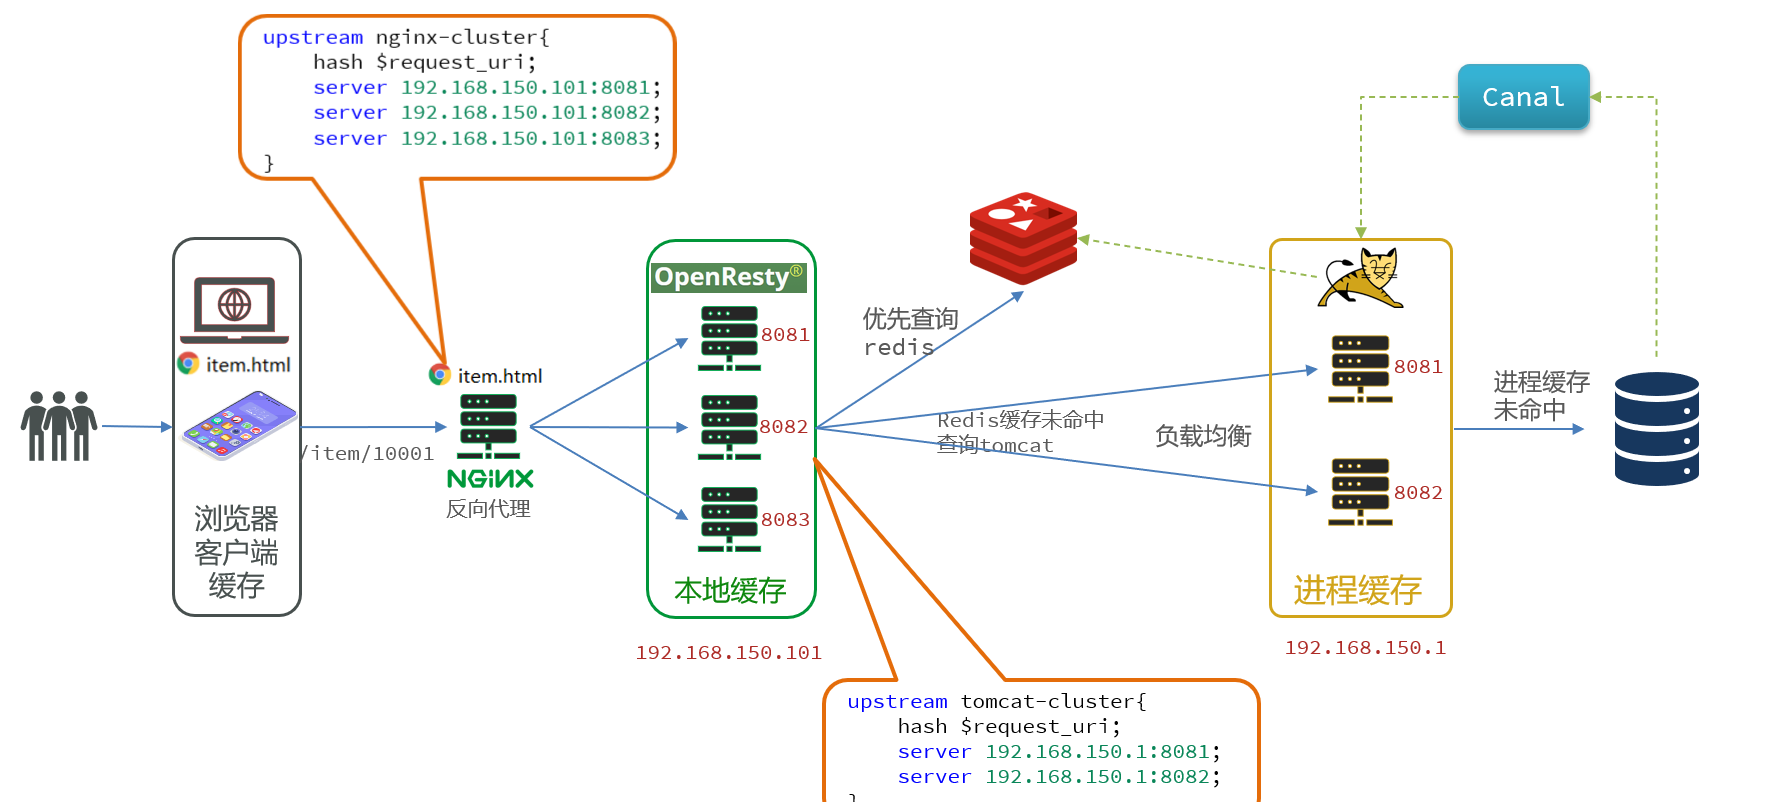 upstream nginx-cluster{
hash $request_uri;
server 192.168.150.101:8081;
server 192.168.150.101:8082;
server 192.168.150.101:8083;
}
Canal
item.html
浏览器
客户端
缓存
/item/10001
item.html
NGINX
反向代理
OpenResty®
8081
8082
8083
本地缓存
192.168.150.101
优先查询
redis
Redis缓存未命中
查询tomcat
负载均衡
8081
8082
进程缓存
192.168.150.1
进程缓存
未命中
upstream tomcat-cluster{
hash $request_uri;
server 192.168.150.1:8081;
server 192.168.150.1:8082;
}